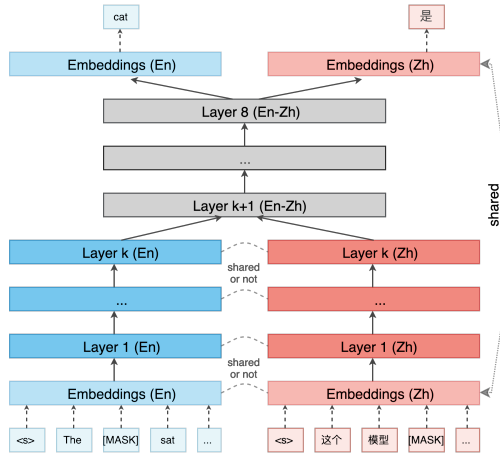 cat
是
Embeddings (En)
Embeddings (Zh)
Layer 8 (En-Zh)
...
Layer k+1 (En-Zh)
shared
Layer k (En)
Layer k (Zh)
shared
or not
...
...
Layer 1 (En)
Layer 1 (Zh)
shared
or not
Embeddings (En)
Embeddings (Zh)
<s>
The
[MASK]
sat
...
<s>
这个
模型
[MASK]
...